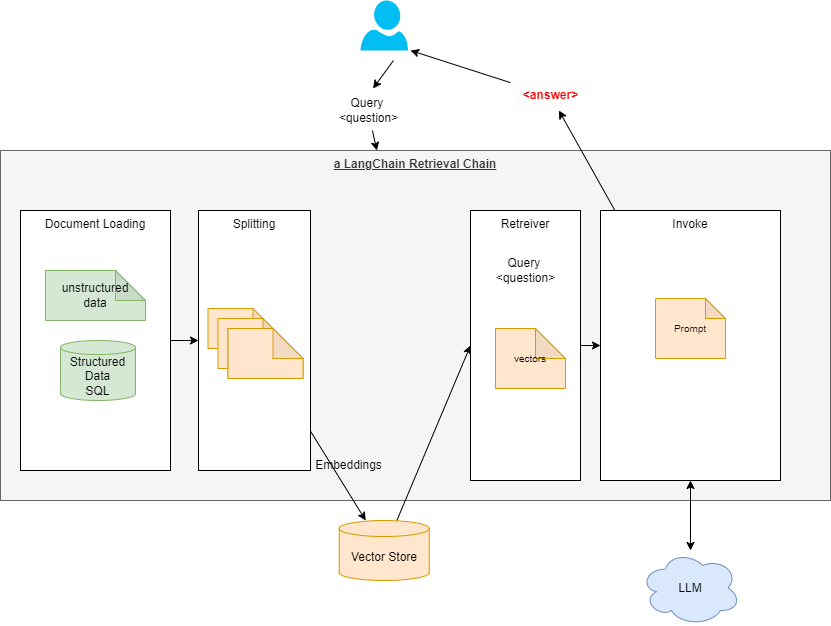 <answer>
Query
<question>
a LangChain Retrieval Chain
Document Loading
Splitting
Retreiver
Invoke
Query
<question>
unstructured
data
Prompt
Structured
Data
SQL
vectors
Embeddings
Vector Store
LLM